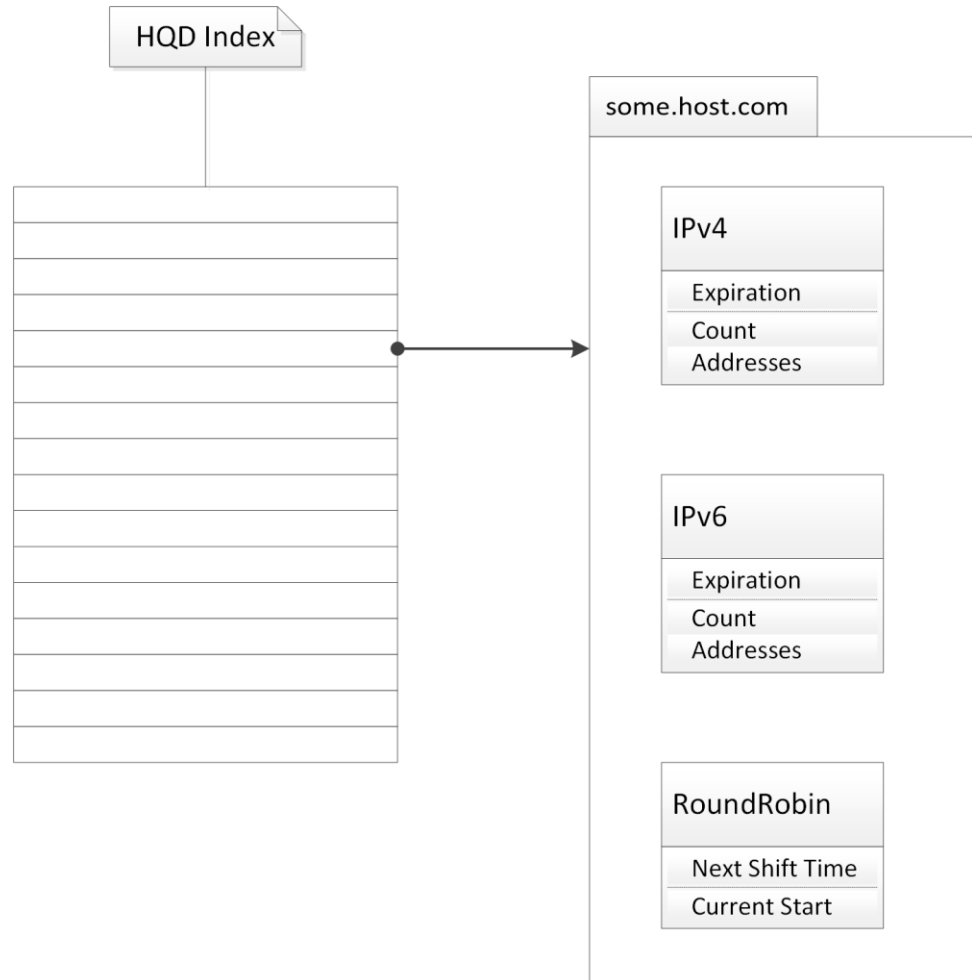 HQD Index
some.host.com
IPv4
Expiration
Count
Addresses
IPv6
Expiration
Count
Addresses
RoundRobin
Next Shift Time
Current Start